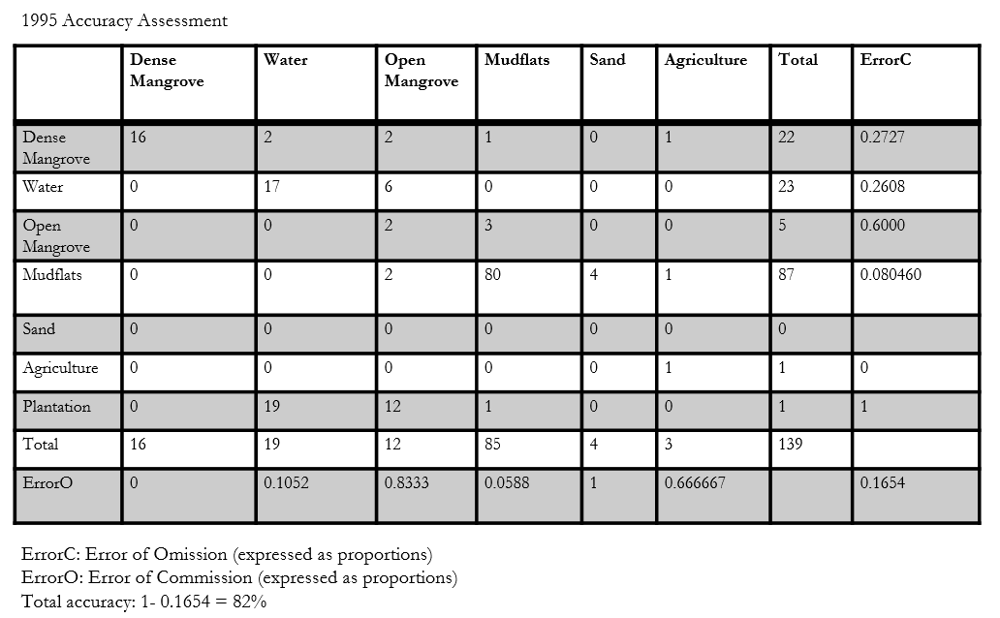 1995 Accuracy Assessment
Dense Mangrove Water Open Mangrove Mudflats Sand Agriculture Total ErrorC
Dense Mangrove 16 2 2 1 0 1 22 0.2727
Water 0 17 6 0 0 0 23 0.2608
Open Mangrove 0 0 2 3 0 0 5 0.6000
Mudflats 0 0 2 80 4 1 87 0.080460
Sand 0 0 0 0 0 0 0
Agriculture 0 0 0 0 0 1 1 0
Plantation 0 19 12 1 0 0 1 1
Total 16 19 12 85 4 3 139
ErrorO 0 0.1052 0.8333 0.0588 1 0.666667 0.1654
ErrorC: Error of Omission (expressed as proportions)
ErrorO: Error of Commission (expressed as proportions)
Total accuracy: 1- 0.1654 = 82%